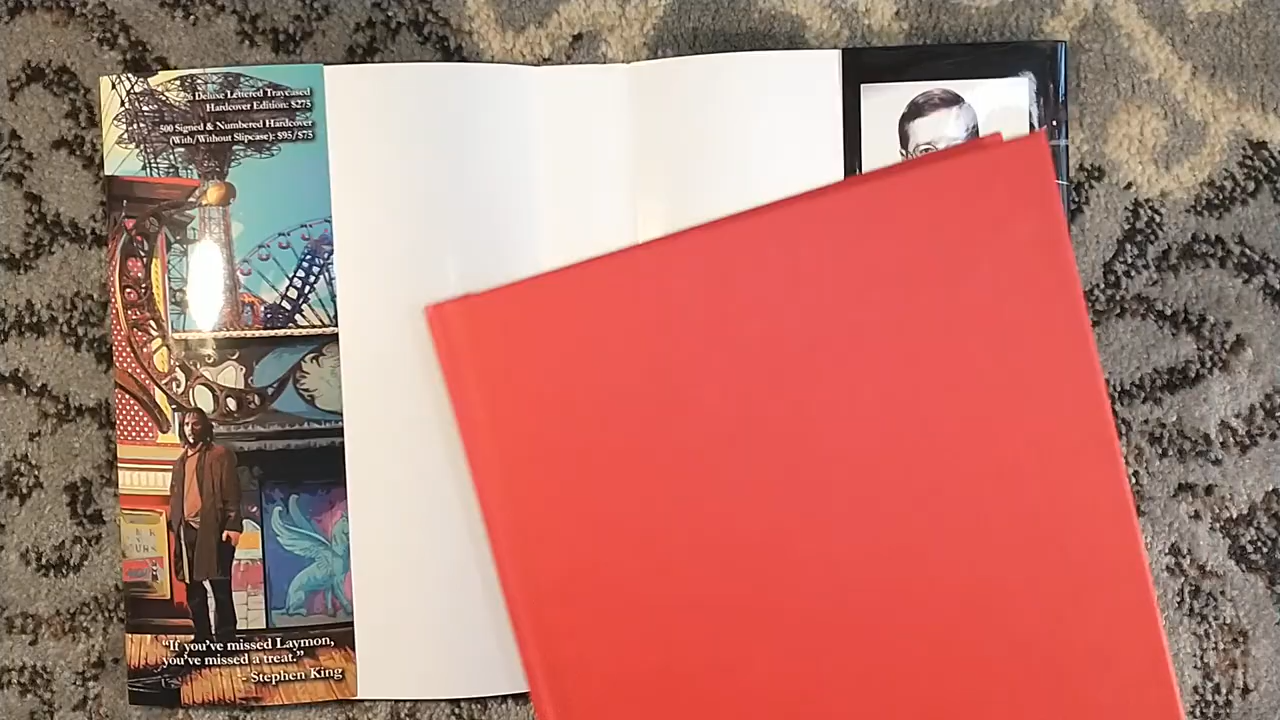 Deluxe Lettered Traycased
Hardcover Edition: $275
500 Signed & Numbered Hardcover
(With/Without Slipcase): $95/$75
“If you’ve missed Laymon,
you’ve missed a treat.”
- Stephen King